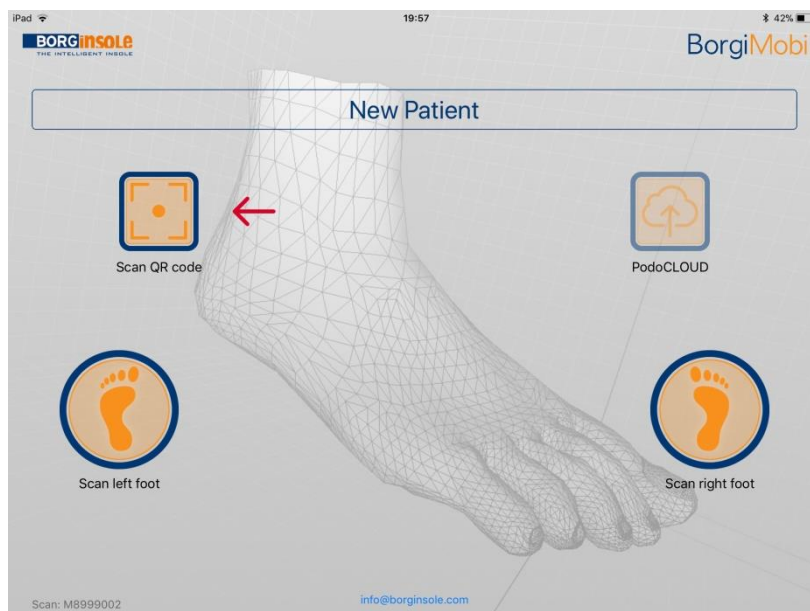 iPad
19:57
42%
BORGinsole
THE INTELLIGENT INSOLE
BorgiMobi
New Patient
Scan QR code
PodoCLOUD
Scan left foot
Scan right foot
Scan: M8999002
info@borginsole.com